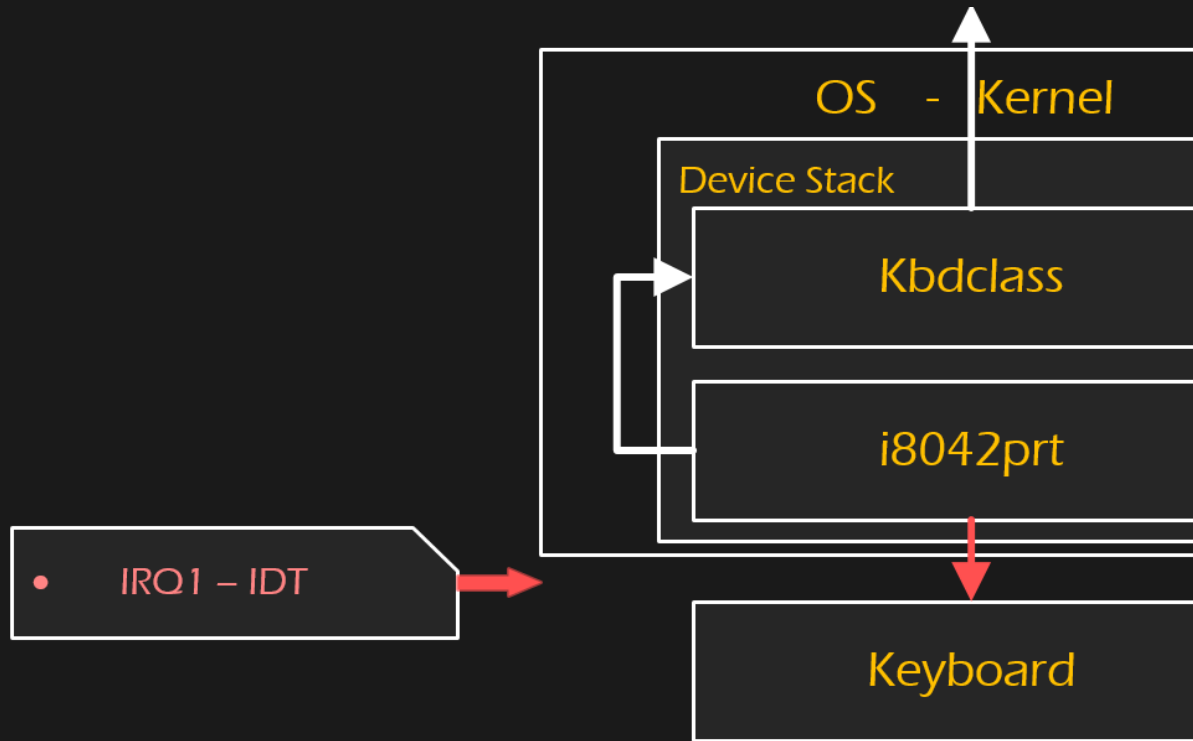 OS - Kernel
Device Stack
Kbdclass
i8042prt
• IRQ1 – IDT
Keyboard